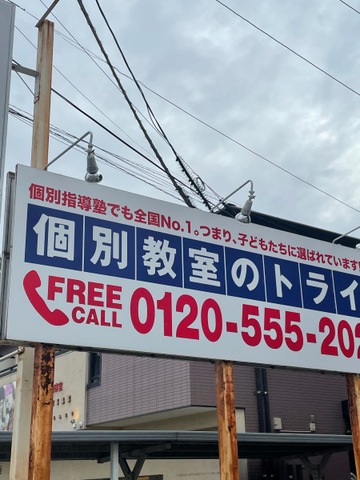 個別指導塾でも全国No.1。つまり、子どもたちに選ばれています
個別教室のトライ
FREE
CALL
0120-555-202